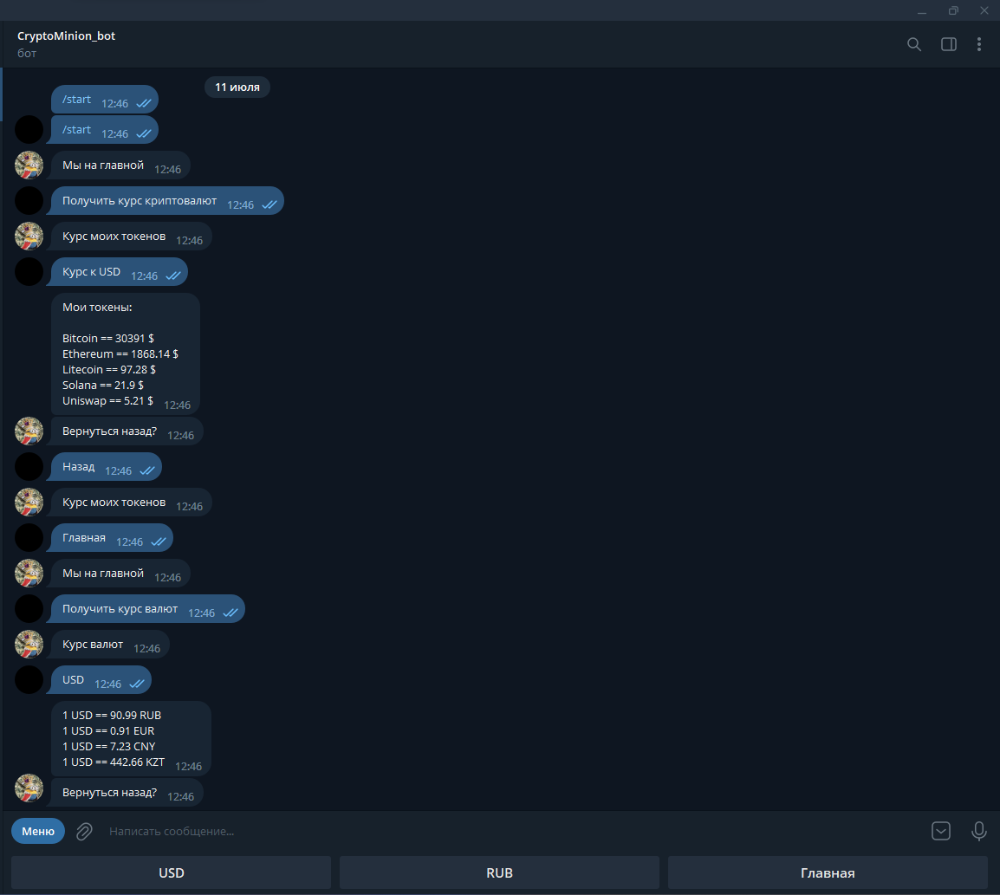 CryptoMinion_bot
бот
11 июля
/start 12:46
/start 12:46
Мы на главной 12:46
Получить курс криптовалют 12:46
Курс моих токенов 12:46
Курс к USD 12:46
Мои токены:
Bitcoin == 30391 $
Ethereum == 1868.14 $
Litecoin == 97.28 $
Solana == 21.9 $
Uniswap == 5.21 $ 12:46
Вернуться назад? 12:46
Назад 12:46
Курс моих токенов 12:46
Главная 12:46
Мы на главной 12:46
Получить курс валют 12:46
Курс валют 12:46
USD 12:46
1 USD == 90.99 RUB
1 USD == 0.91 EUR
1 USD == 7.23 CNY
1 USD == 442.66 KZT 12:46
Вернуться назад? 12:46
Меню Написать сообщение...
USD RUB Главная